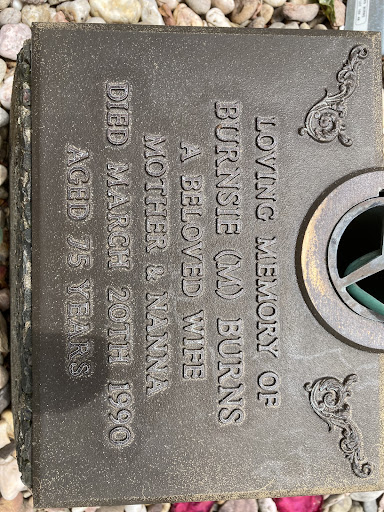 LOVING MEMORY OF
BURNSIE (M) BURNS
A BELOVED WIFE
MOTHER & NANNA
DIED MARCH 20TH 1990
AGED 75 YEARS